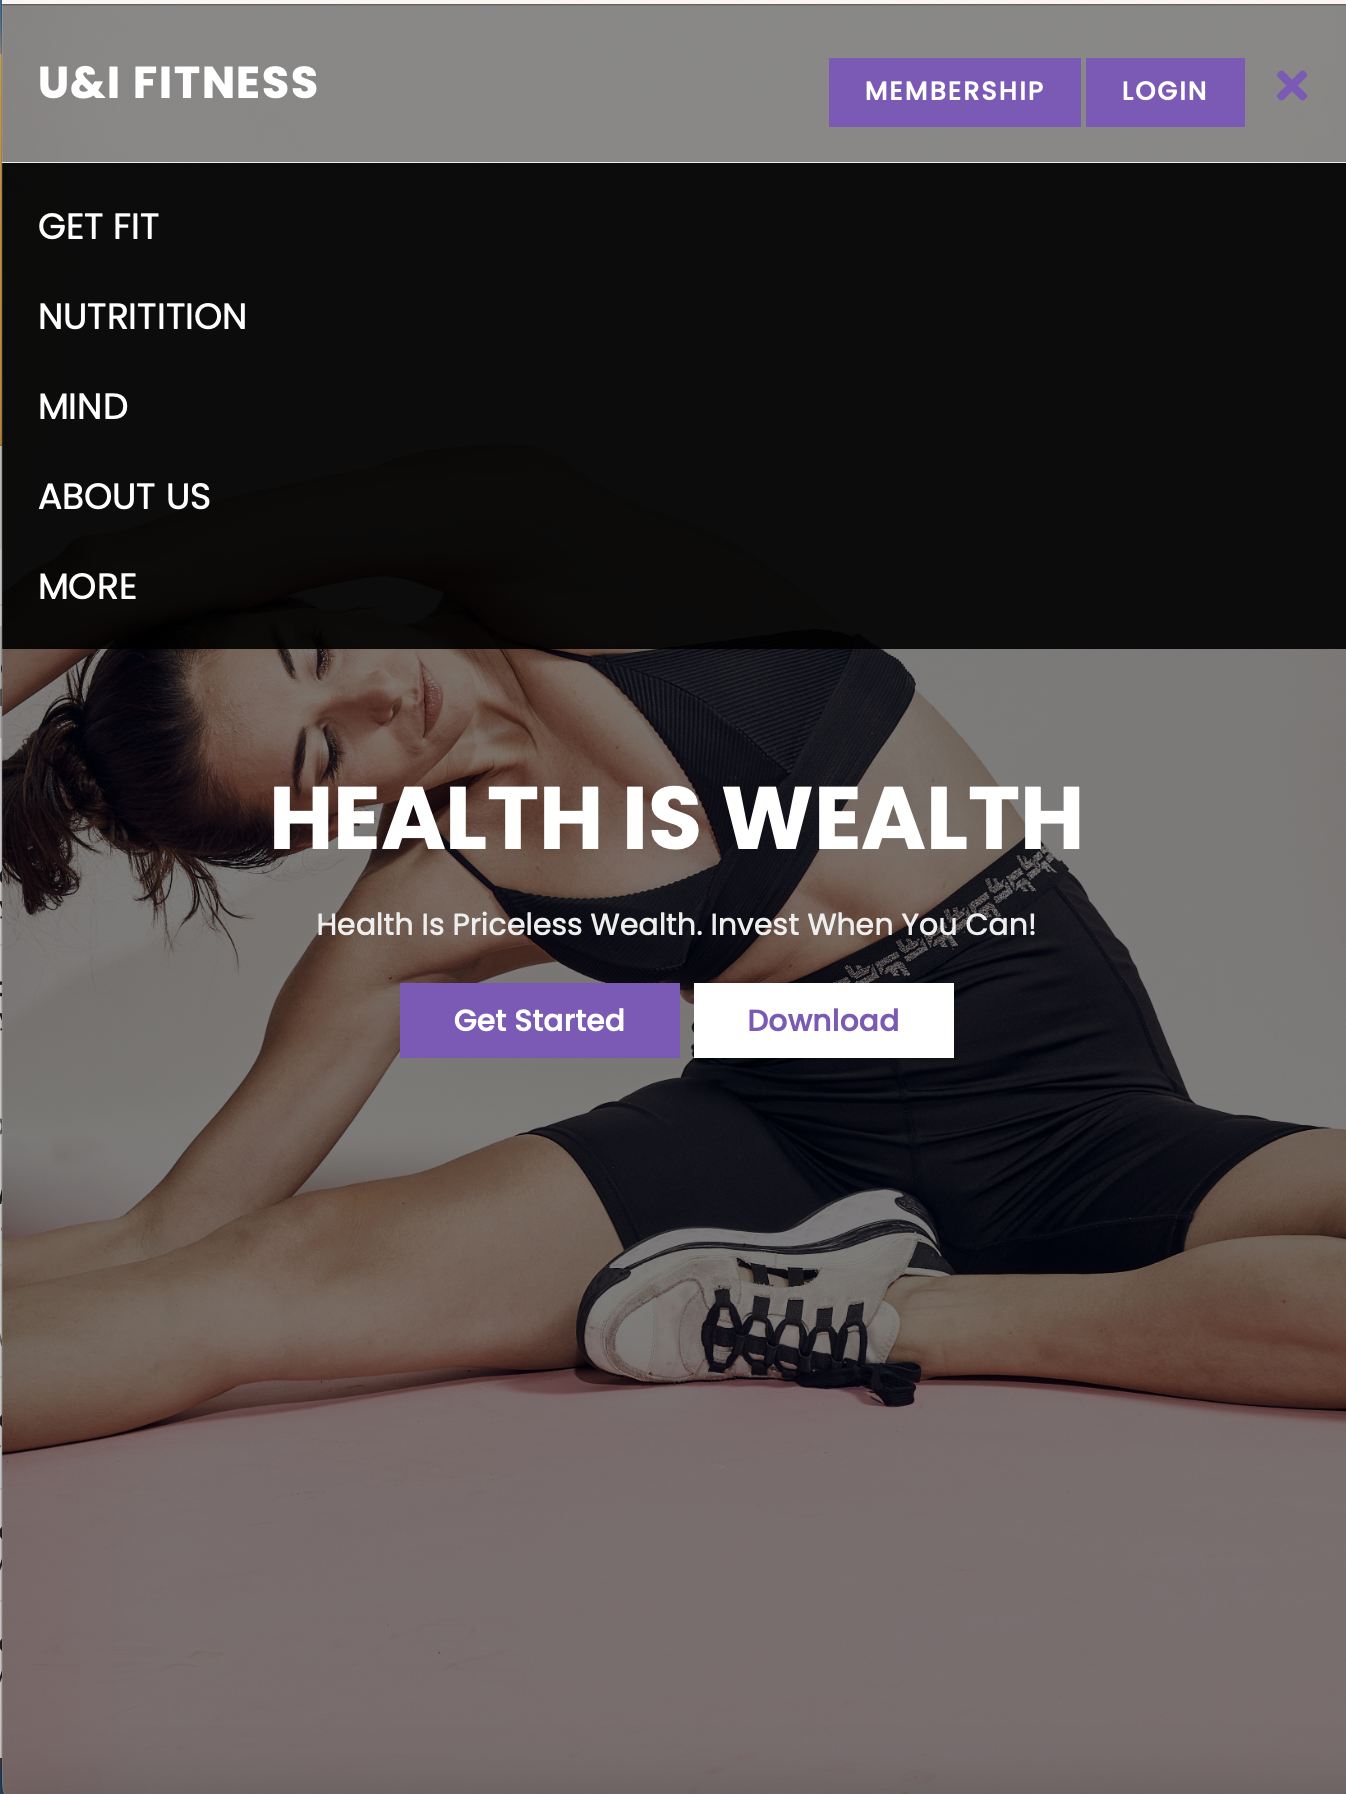 U&I FITNESS
MEMBERSHIP
LOGIN
GET FIT
NUTRITITION
MIND
ABOUT US
MORE
HEALTH IS WEALTH
Health Is Priceless Wealth. Invest When You Can!
Get Started
Download